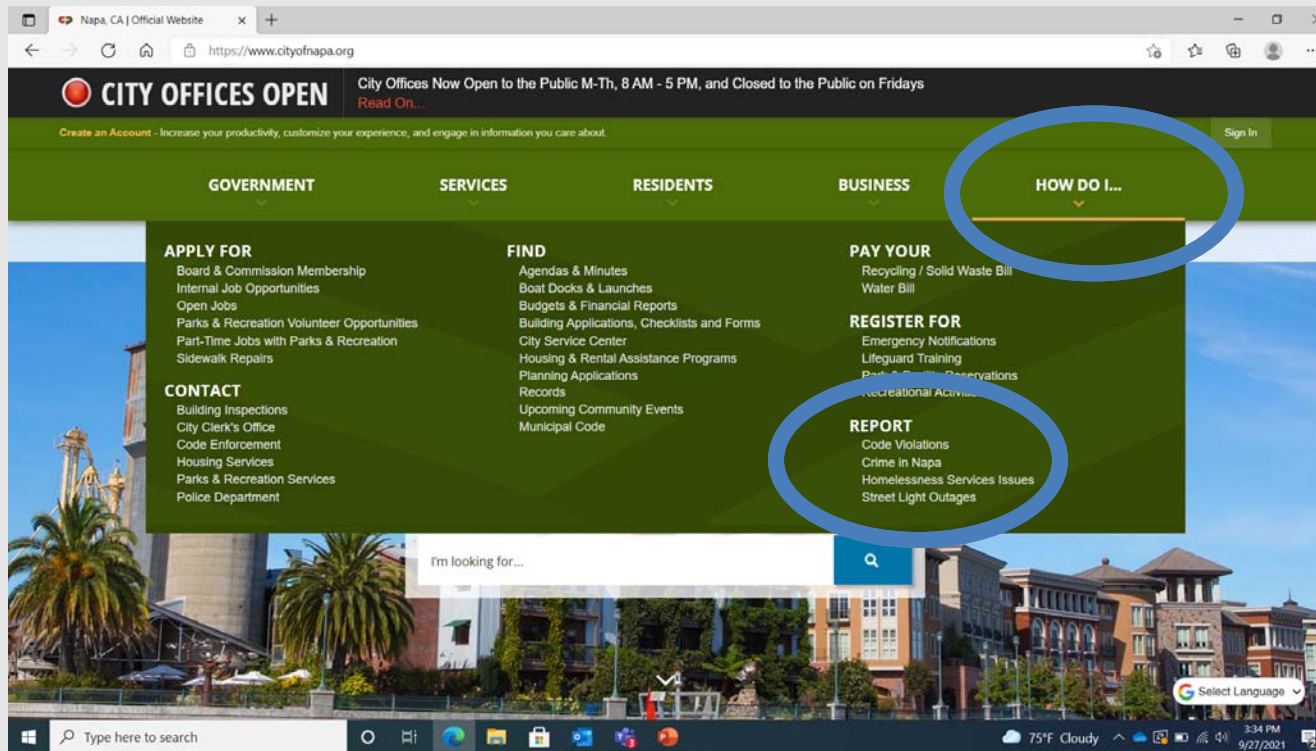 Napa, CA | Official Website
https://www.cityofnapa.org
CITY OFFICES OPEN
City Offices Now Open to the Public M-Th, 8 AM - 5 PM, and Closed to the Public on Fridays
Read On...
Create an Account - Increase your productivity, customize your experience, and engage in information you care about.
Sign In
GOVERNMENT
SERVICES
RESIDENTS
BUSINESS
HOW DO I...
APPLY FOR
Board & Commission Membership
Internal Job Opportunities
Open Jobs
Parks & Recreation Volunteer Opportunities
Part-Time Jobs with Parks & Recreation
Sidewalk Repairs
CONTACT
Building Inspections
City Clerk's Office
Code Enforcement
Housing Services
Parks & Recreation Services
Police Department
FIND
Agendas & Minutes
Boat Docks & Launches
Budgets & Financial Reports
Building Applications, Checklists and Forms
City Service Center
Housing & Rental Assistance Programs
Planning Applications
Records
Upcoming Community Events
Municipal Code
PAY YOUR
Recycling / Solid Waste Bill
Water Bill
REGISTER FOR
Emergency Notifications
Lifeguard Training
Reservations
Recreational
REPORT
Code Violations
Crime in Napa
Homelessness Services Issues
Street Light Outages
I'm looking for...
G Select Language
Type here to search
75°F Cloudy
3:34 PM
9/27/2021